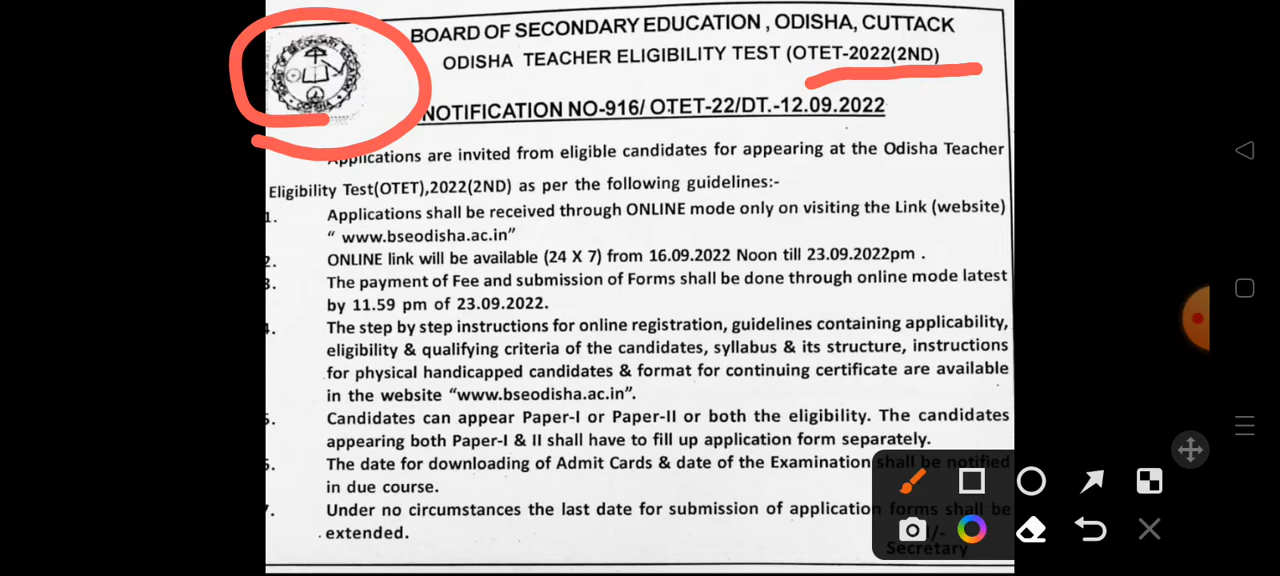 BOARD OF SECONDARY EDUCATION, ODISHA, CUTTACK
ODISHA TEACHER ELIGIBILITY TEST (OTET-2022(2ND)
NOTIFICATION NO-916/ OTET-22/DT.-12.09.2022
Applications are invited from eligible candidates for appearing at the Odisha Teacher
Eligibility Test(OTET),2022(2ND) as per the following guidelines:-
1. Applications shall be received through ONLINE mode only on visiting the Link (website)
“ www.bseodisha.ac.in”
2. ONLINE link will be available (24 X 7) from 16.09.2022 Noon till 23.09.2022pm .
3. The payment of Fee and submission of Forms shall be done through online mode latest
by 11.59 pm of 23.09.2022.
4. The step by step instructions for online registration, guidelines containing applicability,
eligibility & qualifying criteria of the candidates, syllabus & its structure, instructions
for physical handicapped candidates & format for continuing certificate are available
in the website “www.bseodisha.ac.in”.
5. Candidates can appear Paper-I or Paper-II or both the eligibility. The candidates
appearing both Paper-I & II shall have to fill up application form separately.
6. The date for downloading of Admit Cards & date of the Examination shall be notified
in due course.
7. Under no circumstances the last date for submission of application forms shall be
extended.
Secretary